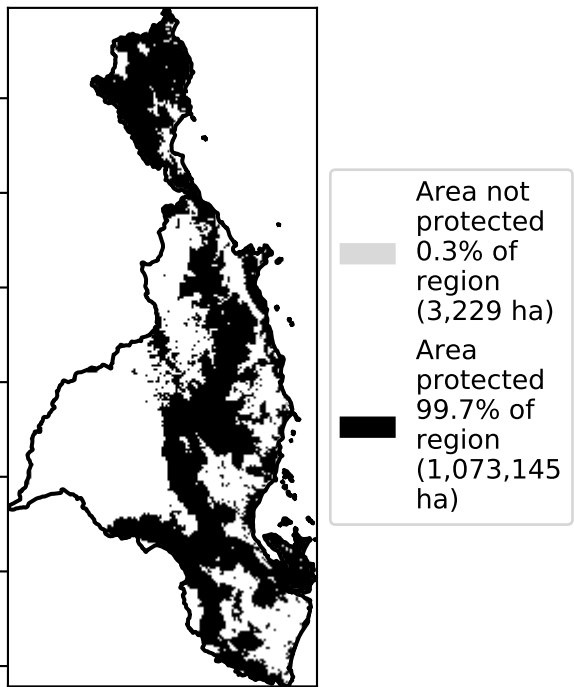 Area not
protected
0.3% of
region
(3,229 ha)
Area
protected
99.7% of
region
(1,073,145
ha)